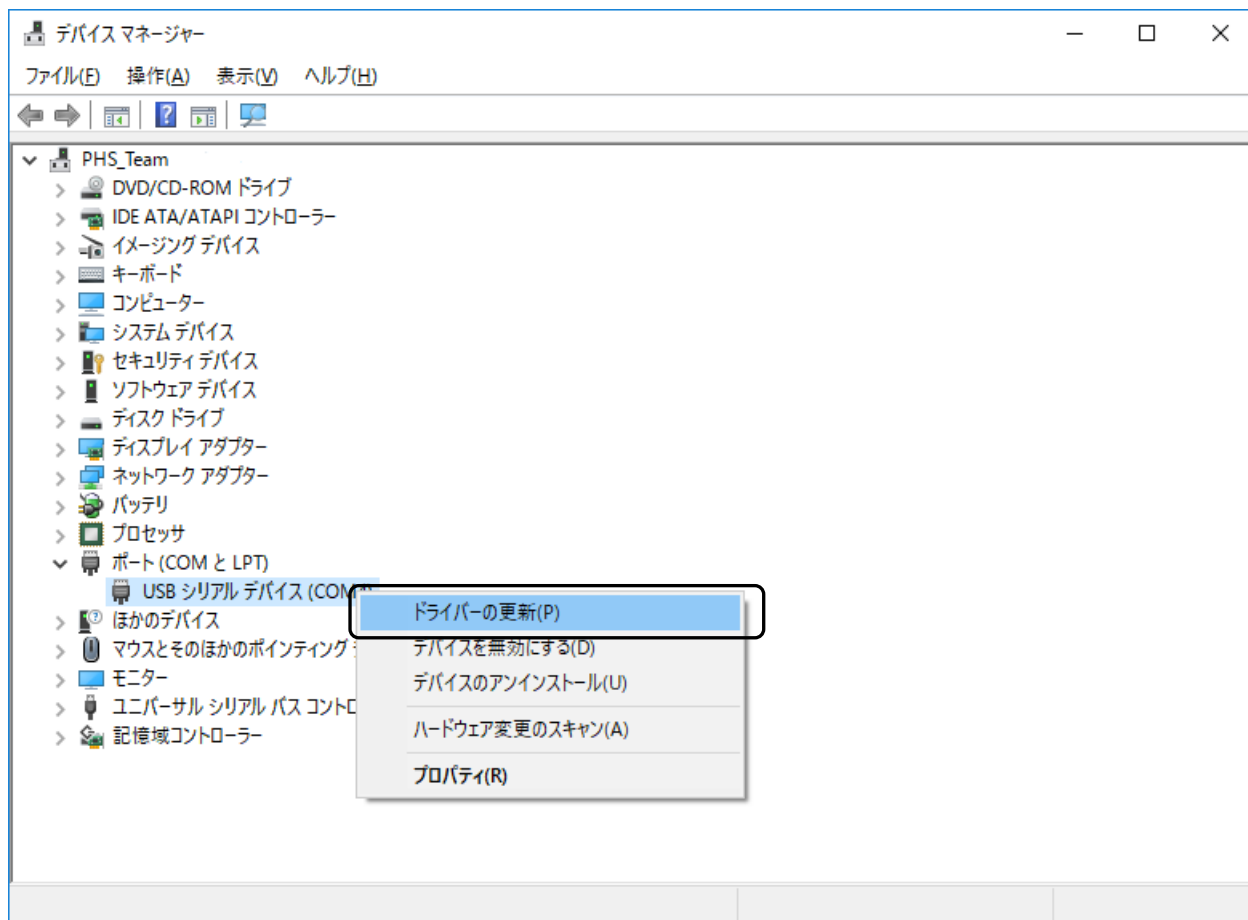 デバイス マネージャー
ファイル(F) 操作(A) 表示(V) ヘルプ(H)
PHS_Team
DVD/CD-ROM ドライブ
IDE ATA/ATAPI コントローラー
イメージング デバイス
キーボード
コンピューター
システム デバイス
セキュリティ デバイス
ソフトウェア デバイス
ディスク ドライブ
ディスプレイ アダプター
ネットワーク アダプター
バッテリ
プロセッサ
ポート (COM と LPT)
USB シリアル デバイス (COM
ドライバーの更新(P)
ほかのデバイス
デバイスを無効にする(D)
マウスとそのほかのポインティング
モニター
デバイスのアンインストール(U)
ユニバーサル シリアル バス コントロ
ハードウェア変更のスキャン(A)
記憶域コントローラー
プロパティ(R)